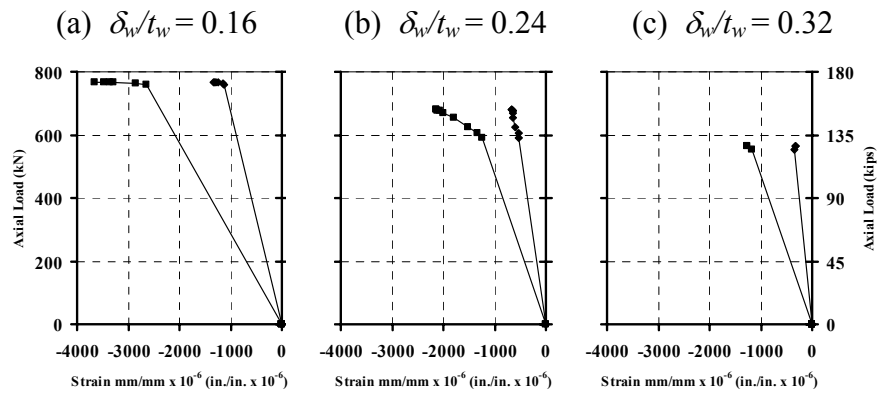 (a) δw/tw = 0.16
(b) δw/tw = 0.24
(c) δw/tw = 0.32
Axial Load (kN)
800
600
400
200
0
-4000 -3000 -2000 -1000 0
Strain mm/mm x 10⁻⁶ (in./in. x 10⁻⁶)
-4000 -3000 -2000 -1000 0
Strain mm/mm x 10⁻⁶ (in./in. x 10⁻⁶)
-4000 -3000 -2000 -1000 0
Strain mm/mm x 10⁻⁶ (in./in. x 10⁻⁶)
180
135
90
45
0
Axial Load (kips)